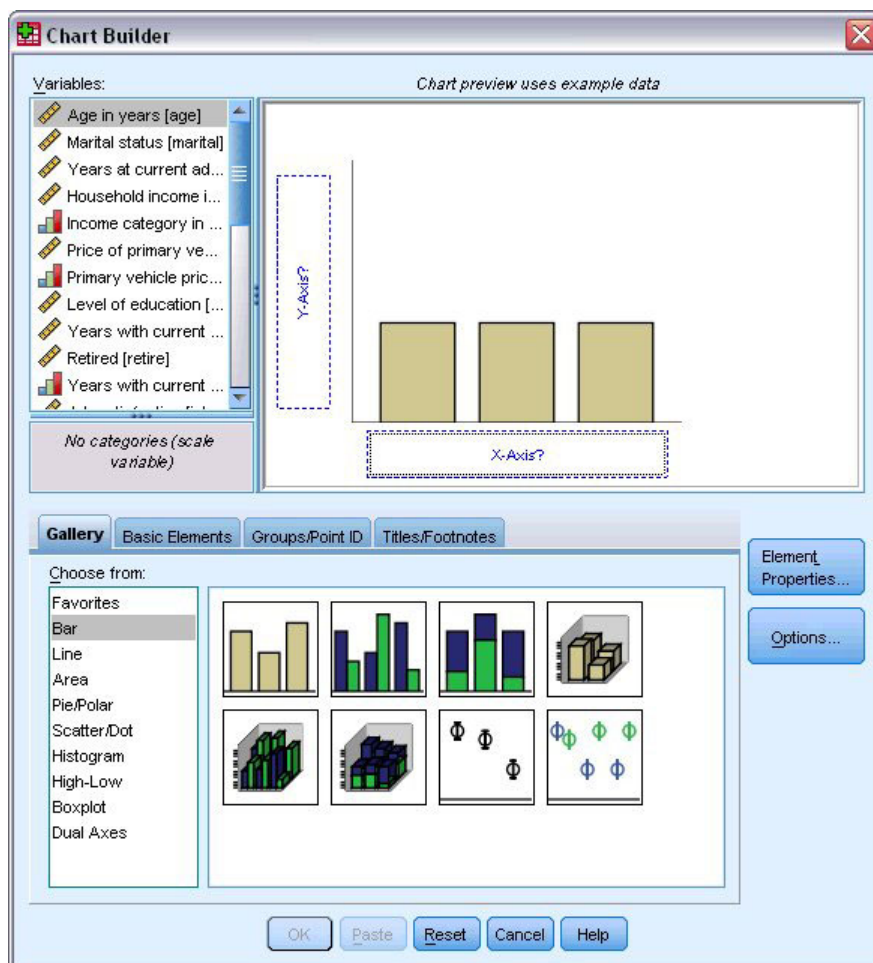 Chart Builder
Variables:
Chart preview uses example data
Age in years [age]
Marital status [marital]
Years at current ad...
Household income i...
Income category in ...
Price of primary ve...
Primary vehicle pric...
Level of education [...
Years with current ...
Retired [retire]
Years with current ...
No categories (scale
variable)
Y-Axis?
X-Axis?
Gallery
Basic Elements
Groups/Point ID
Titles/Footnotes
Choose from:
Favorites
Bar
Line
Area
Pie/Polar
Scatter/Dot
Histogram
High-Low
Boxplot
Dual Axes
Element
Properties...
Options...
OK
Paste
Reset
Cancel
Help